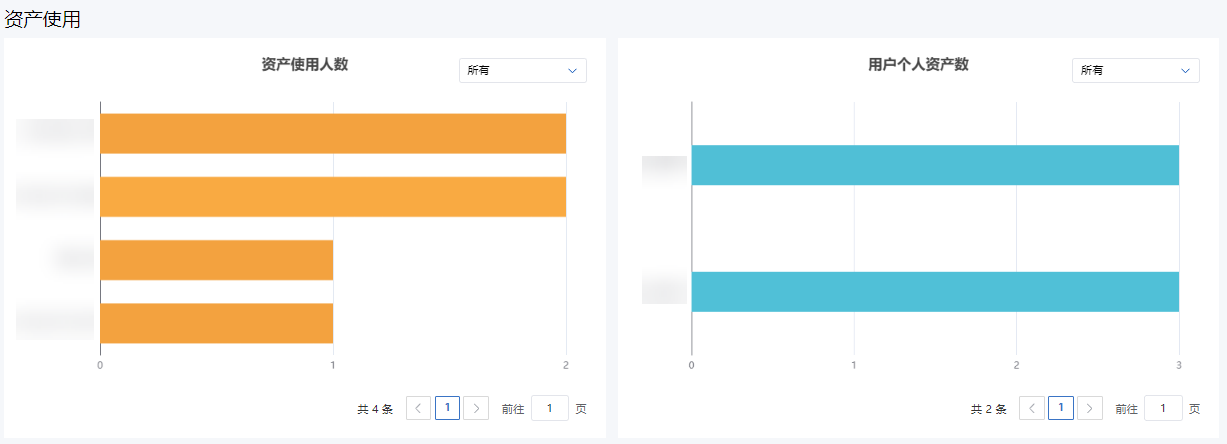 资产使用
资产使用人数
所有
0 1 2
共 4 条 1 前往 1 页
用户个人资产数
所有
0 1 2 3
共 2 条 1 前往 1 页